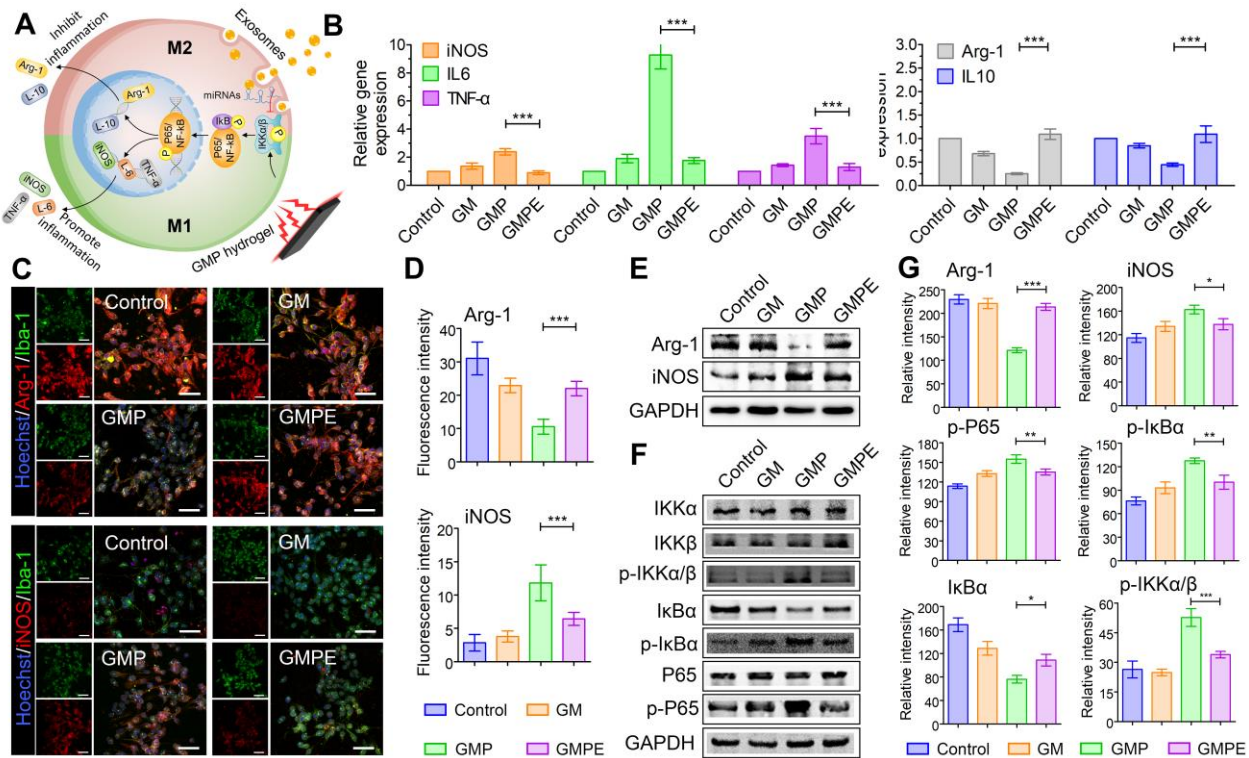 A
Inhibit
inflammation
M2
Exosomes
Arg-1
L-10
Arg-1
L-10
miRNAs
P65/
NF-kB
P
IkB
P
P65/
NF-kB
P
IKKα/β
iNOS
L-6
TNF-α
iNOS
TNF-α
L-6
Promote
inflammation
M1
GMP hydrogel
B
Relative gene
expression
10
8
6
4
2
0
iNOS
IL6
TNF-α
***
***
***
Control
GM
GMP
GMPE
Control
GM
GMP
GMPE
Control
GM
GMP
GMPE
expression
3.0
2.5
2.0
1.5
1.0
0.5
0.0
Arg-1
IL10
***
***
Control
GM
GMP
GMPE
Control
GM
GMP
GMPE
C
Hoechst/Arg-1/Iba-1
Control
GM
GMP
GMPE
Hoechst/iNOS/Iba-1
Control
GM
GMP
GMPE
D
Arg-1
Fluorescence intensity
40
30
20
10
0
***
iNOS
Fluorescence intensity
20
15
10
5
0
***
Control
GM
GMP
GMPE
E
Control
GM
GMP
GMPE
Arg-1
iNOS
GAPDH
F
Control
GM
GMP
GMPE
IKKα
IKKβ
p-IKKα/β
IκBα
p-IκBα
P65
p-P65
GAPDH
G
Arg-1
Relative intensity
250
200
150
100
50
0
***
iNOS
Relative intensity
200
160
120
80
40
0
*
p-P65
Relative intensity
180
150
120
90
60
30
0
**
p-IκBα
Relative intensity
150
120
90
60
30
0
**
IκBα
Relative intensity
200
160
120
80
40
0
*
p-IKKα/β
Relative intensity
60
45
30
15
0
***
Control
GM
GMP
GMPE